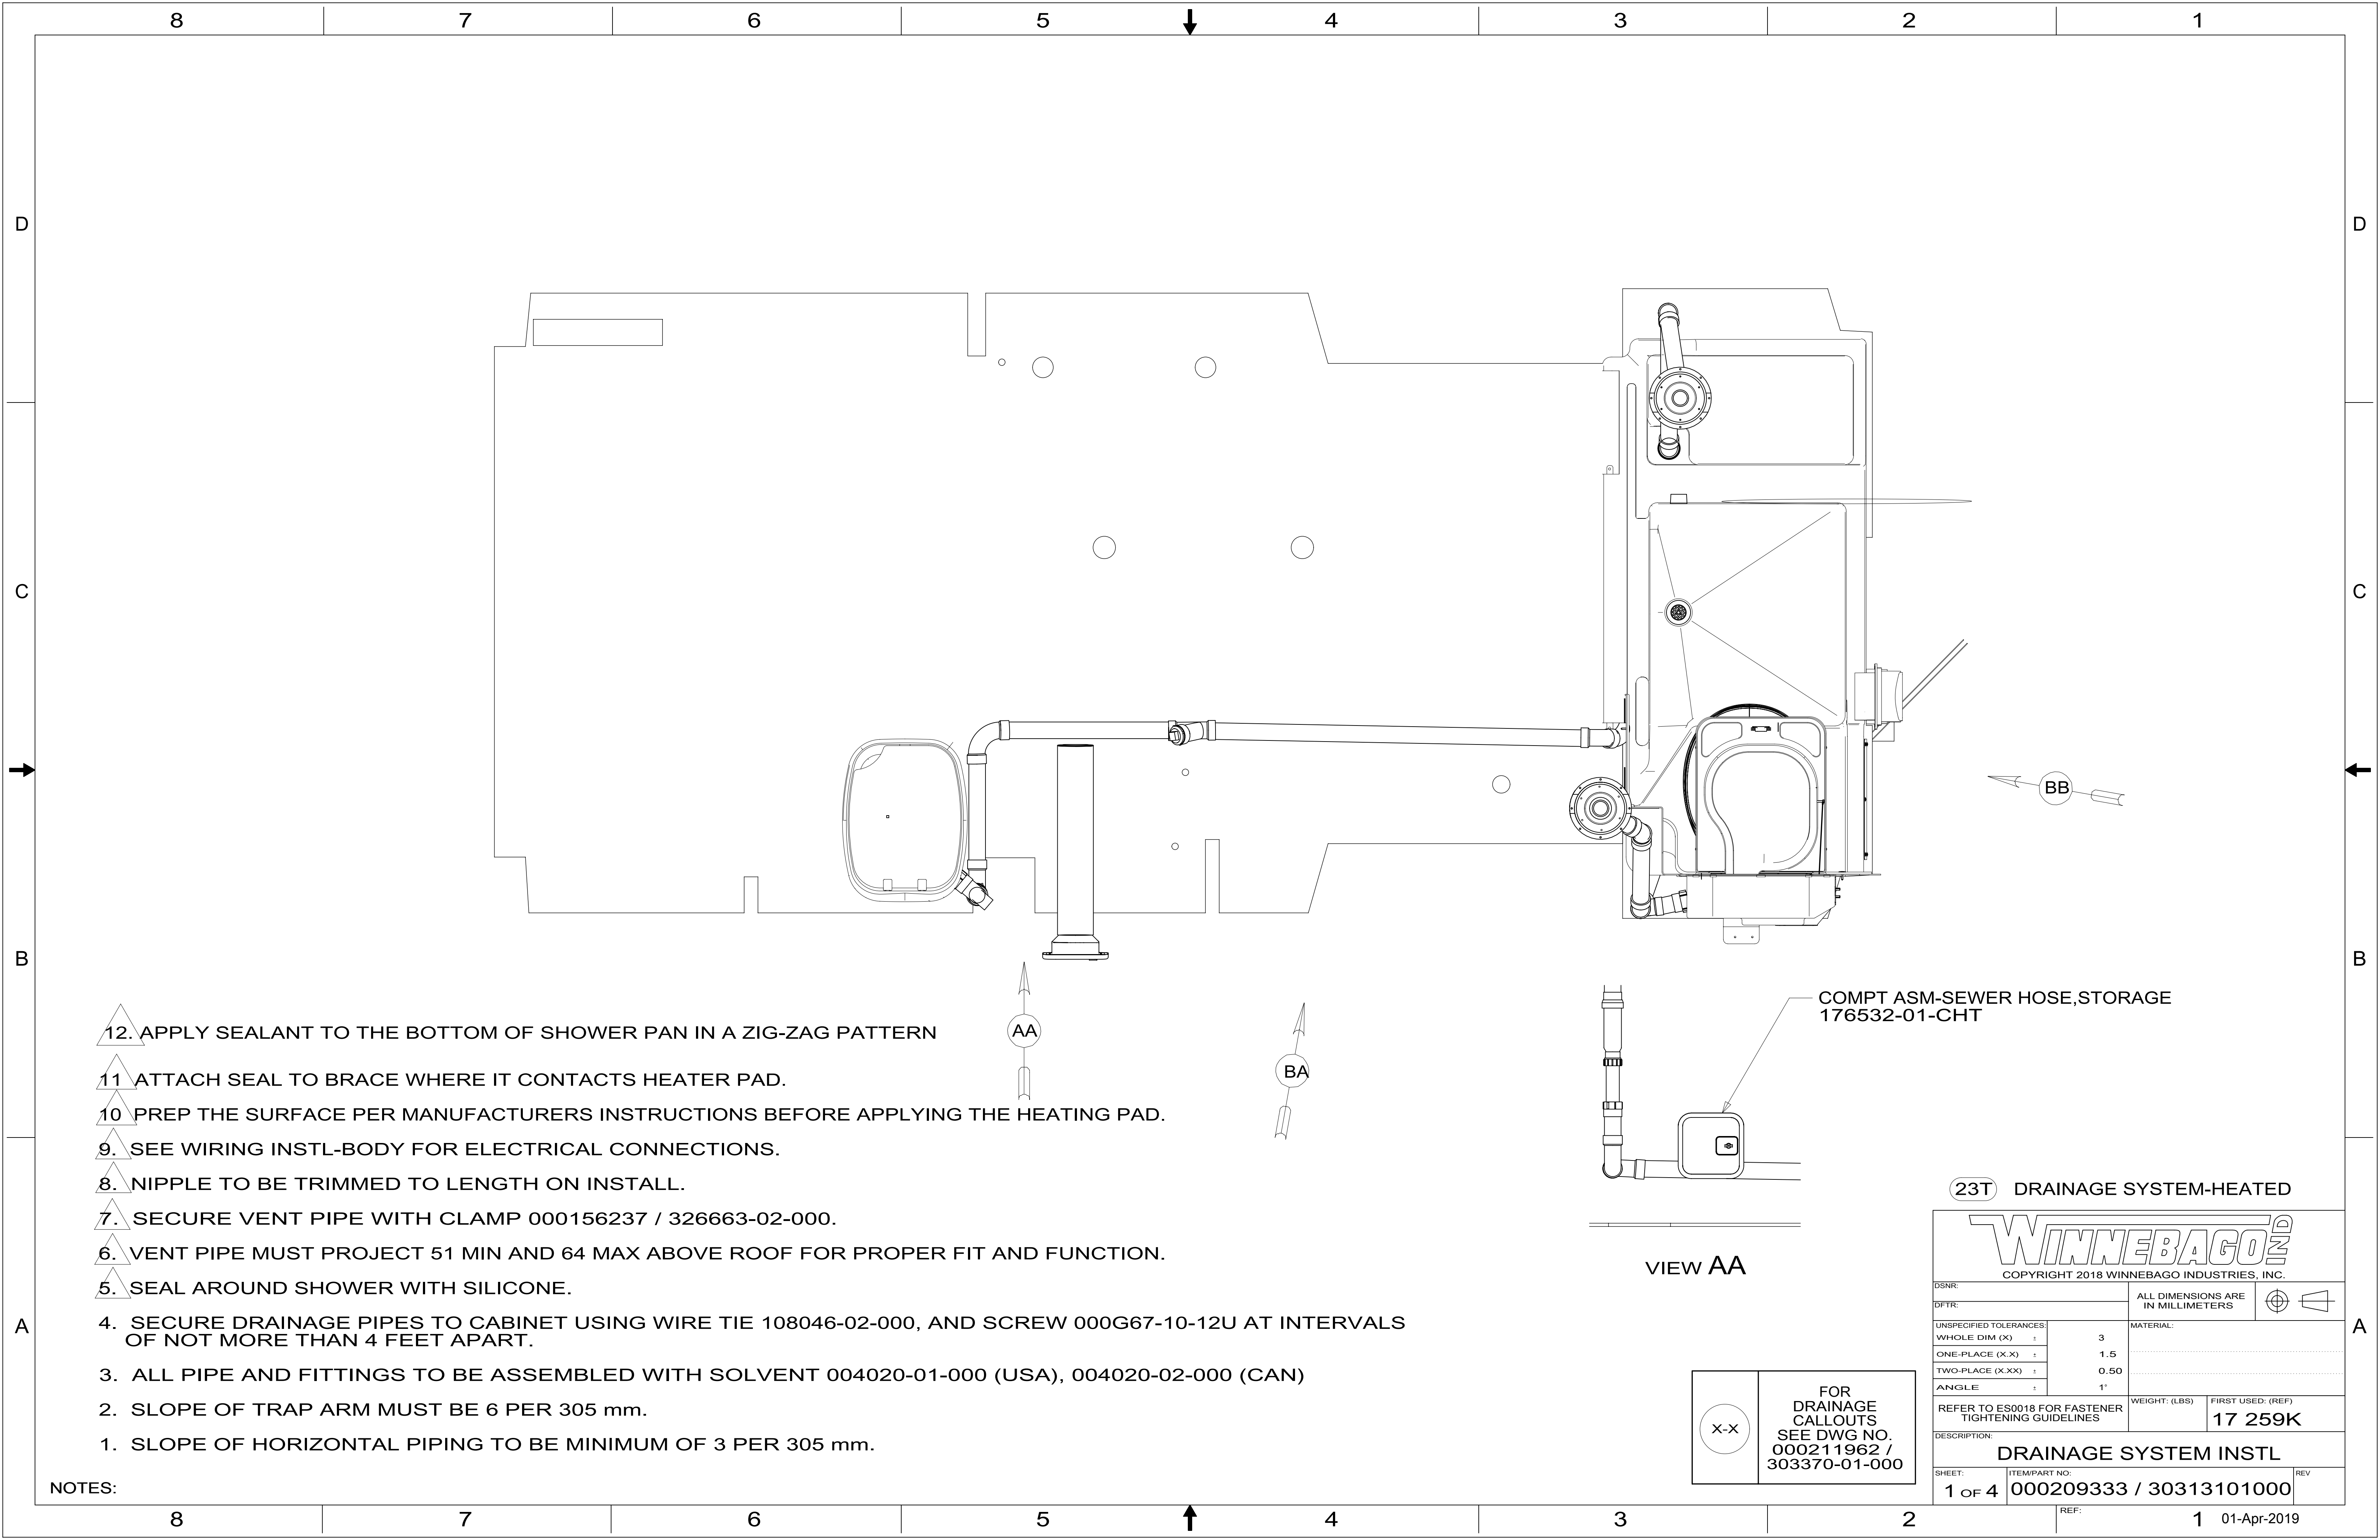 8 7 6 5 4 3 2 1
D D
C C
BB
B B
COMPT ASM-SEWER HOSE,STORAGE
176532-01-CHT
AA
BA
12. APPLY SEALANT TO THE BOTTOM OF SHOWER PAN IN A ZIG-ZAG PATTERN
11 ATTACH SEAL TO BRACE WHERE IT CONTACTS HEATER PAD.
10 PREP THE SURFACE PER MANUFACTURERS INSTRUCTIONS BEFORE APPLYING THE HEATING PAD.
9. SEE WIRING INSTL-BODY FOR ELECTRICAL CONNECTIONS.
8. NIPPLE TO BE TRIMMED TO LENGTH ON INSTALL.
7. SECURE VENT PIPE WITH CLAMP 000156237 / 326663-02-000.
6. VENT PIPE MUST PROJECT 51 MIN AND 64 MAX ABOVE ROOF FOR PROPER FIT AND FUNCTION.
5. SEAL AROUND SHOWER WITH SILICONE.
4. SECURE DRAINAGE PIPES TO CABINET USING WIRE TIE 108046-02-000, AND SCREW 000G67-10-12U AT INTERVALS
OF NOT MORE THAN 4 FEET APART.
3. ALL PIPE AND FITTINGS TO BE ASSEMBLED WITH SOLVENT 004020-01-000 (USA), 004020-02-000 (CAN)
2. SLOPE OF TRAP ARM MUST BE 6 PER 305 mm.
1. SLOPE OF HORIZONTAL PIPING TO BE MINIMUM OF 3 PER 305 mm.
NOTES:
VIEW AA
A A
X-X
FOR
DRAINAGE
CALLOUTS
SEE DWG NO.
000211962 /
303370-01-000
23T DRAINAGE SYSTEM-HEATED
WINNEBAGO IND
COPYRIGHT 2018 WINNEBAGO INDUSTRIES, INC.
DSNR:
DFTR:
ALL DIMENSIONS ARE
IN MILLIMETERS
UNSPECIFIED TOLERANCES:
WHOLE DIM (X) ± 3
ONE-PLACE (X.X) ± 1.5
TWO-PLACE (X.XX) ± 0.50
ANGLE ± 1°
MATERIAL:
REFER TO ES0018 FOR FASTENER
TIGHTENING GUIDELINES
WEIGHT: (LBS)
FIRST USED: (REF)
17 259K
DESCRIPTION:
DRAINAGE SYSTEM INSTL
SHEET:
1 OF 4
ITEM/PART NO:
000209333 / 30313101000
REV
REF:
01-Apr-2019
8 7 6 5 4 3 2 1